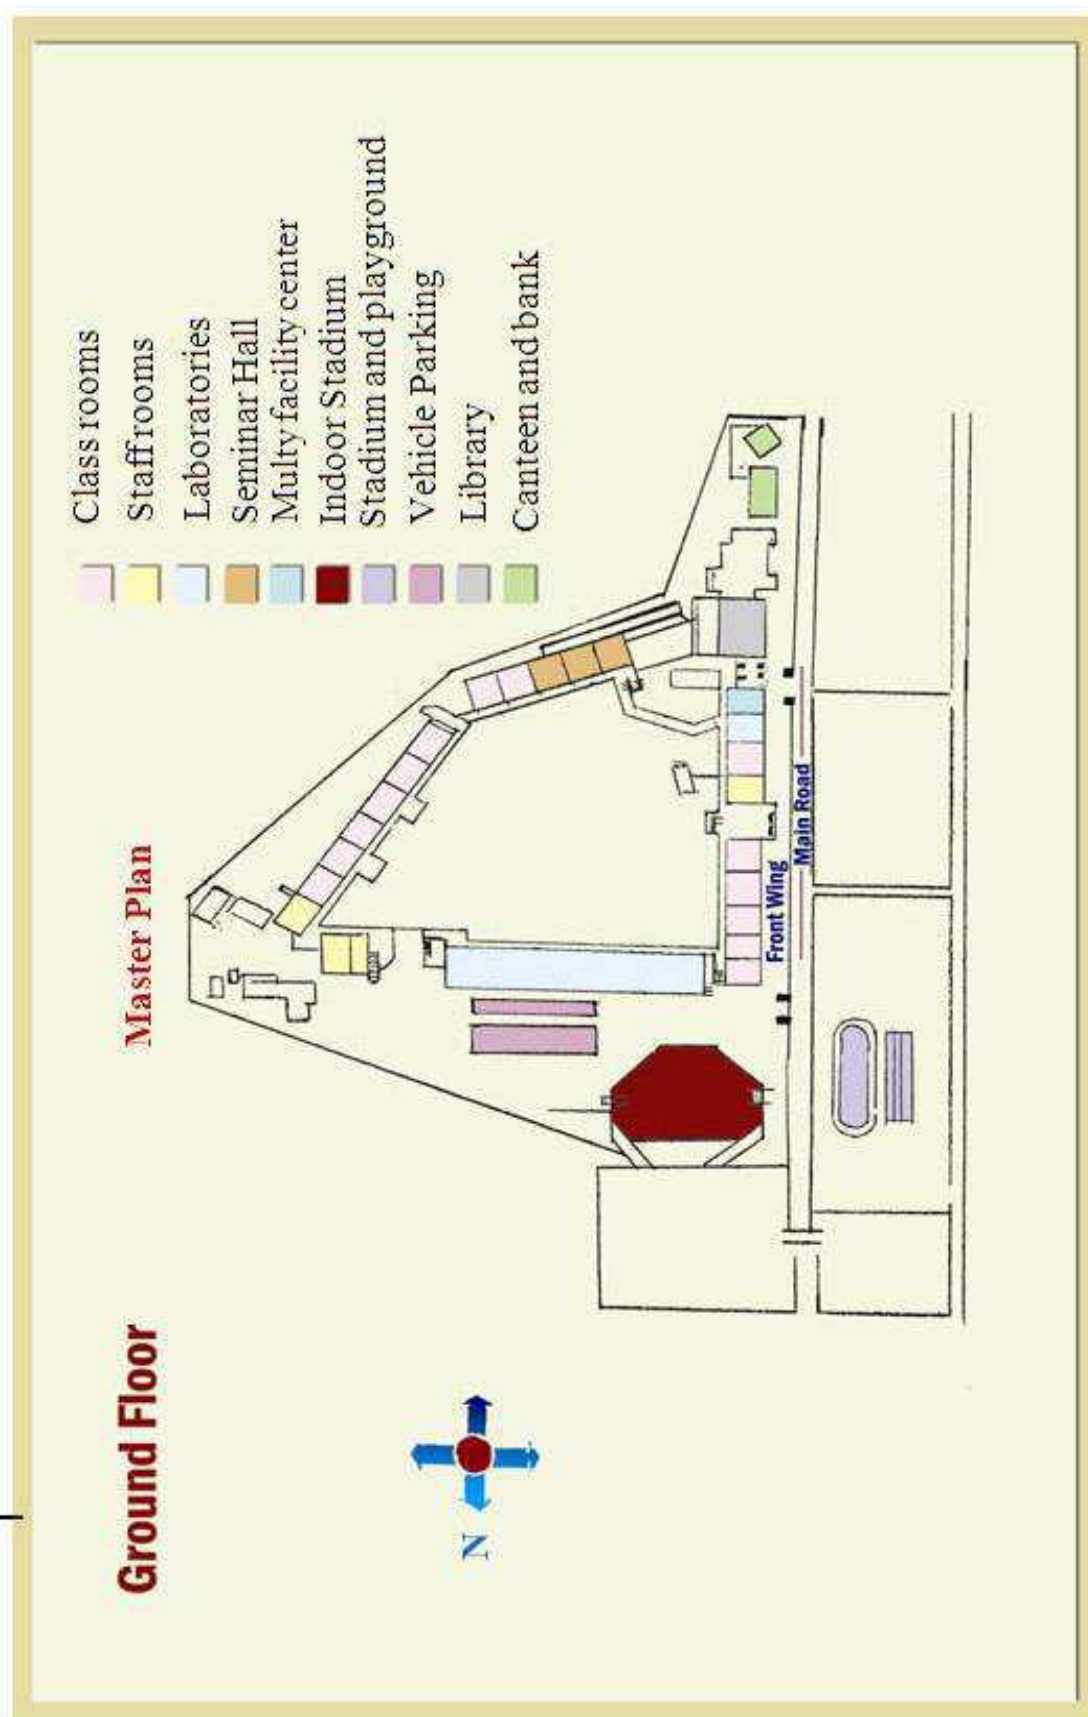 Ground Floor
Master Plan
Class rooms
Staff rooms
Laboratories
Seminar Hall
Multy facility center
Indoor Stadium
Stadium and playground
Vehicle Parking
Library
Canteen and bank
N
Front Wing
Main Road